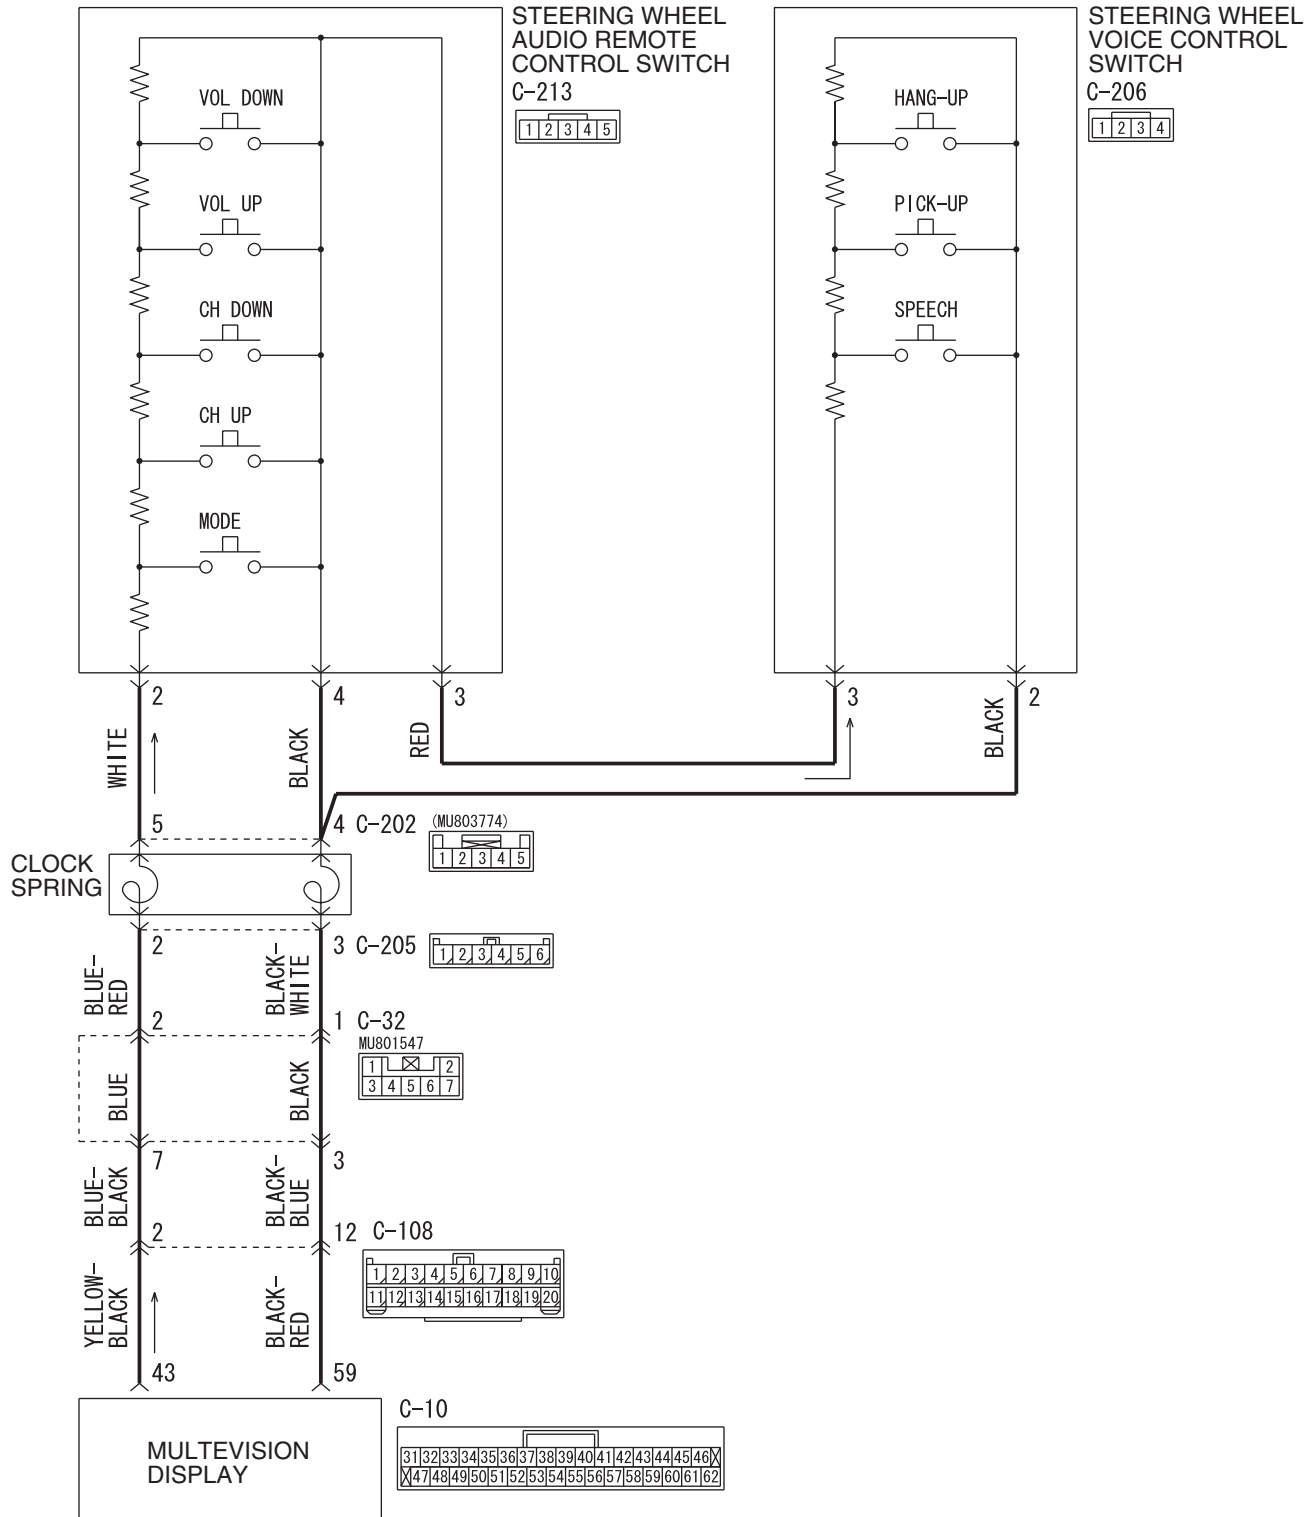 STEERING WHEEL
AUDIO REMOTE
CONTROL SWITCH
C-213
1 2 3 4 5
STEERING WHEEL
VOICE CONTROL
SWITCH
C-206
1 2 3 4
VOL DOWN
VOL UP
CH DOWN
CH UP
MODE
HANG-UP
PICK-UP
SPEECH
2 4 3
3 2
WHITE
BLACK
RED
BLACK
5 4 C-202 (MU803774)
1 2 3 4 5
CLOCK
SPRING
2 3 C-205
1 2 3 4 5 6
BLUE-
RED
BLACK-
WHITE
2 1 C-32
MU801547
1 2
3 4 5 6 7
BLUE
BLACK
7 3
BLUE-
BLACK
BLACK-
BLUE
2 12 C-108
1 2 3 4 5 6 7 8 9 10
11 12 13 14 15 16 17 18 19 20
YELLOW-
BLACK
BLACK-
RED
43 59
C-10
31 32 33 34 35 36 37 38 39 40 41 42 43 44 45 46
47 48 49 50 51 52 53 54 55 56 57 58 59 60 61 62
MULTEVISION
DISPLAY